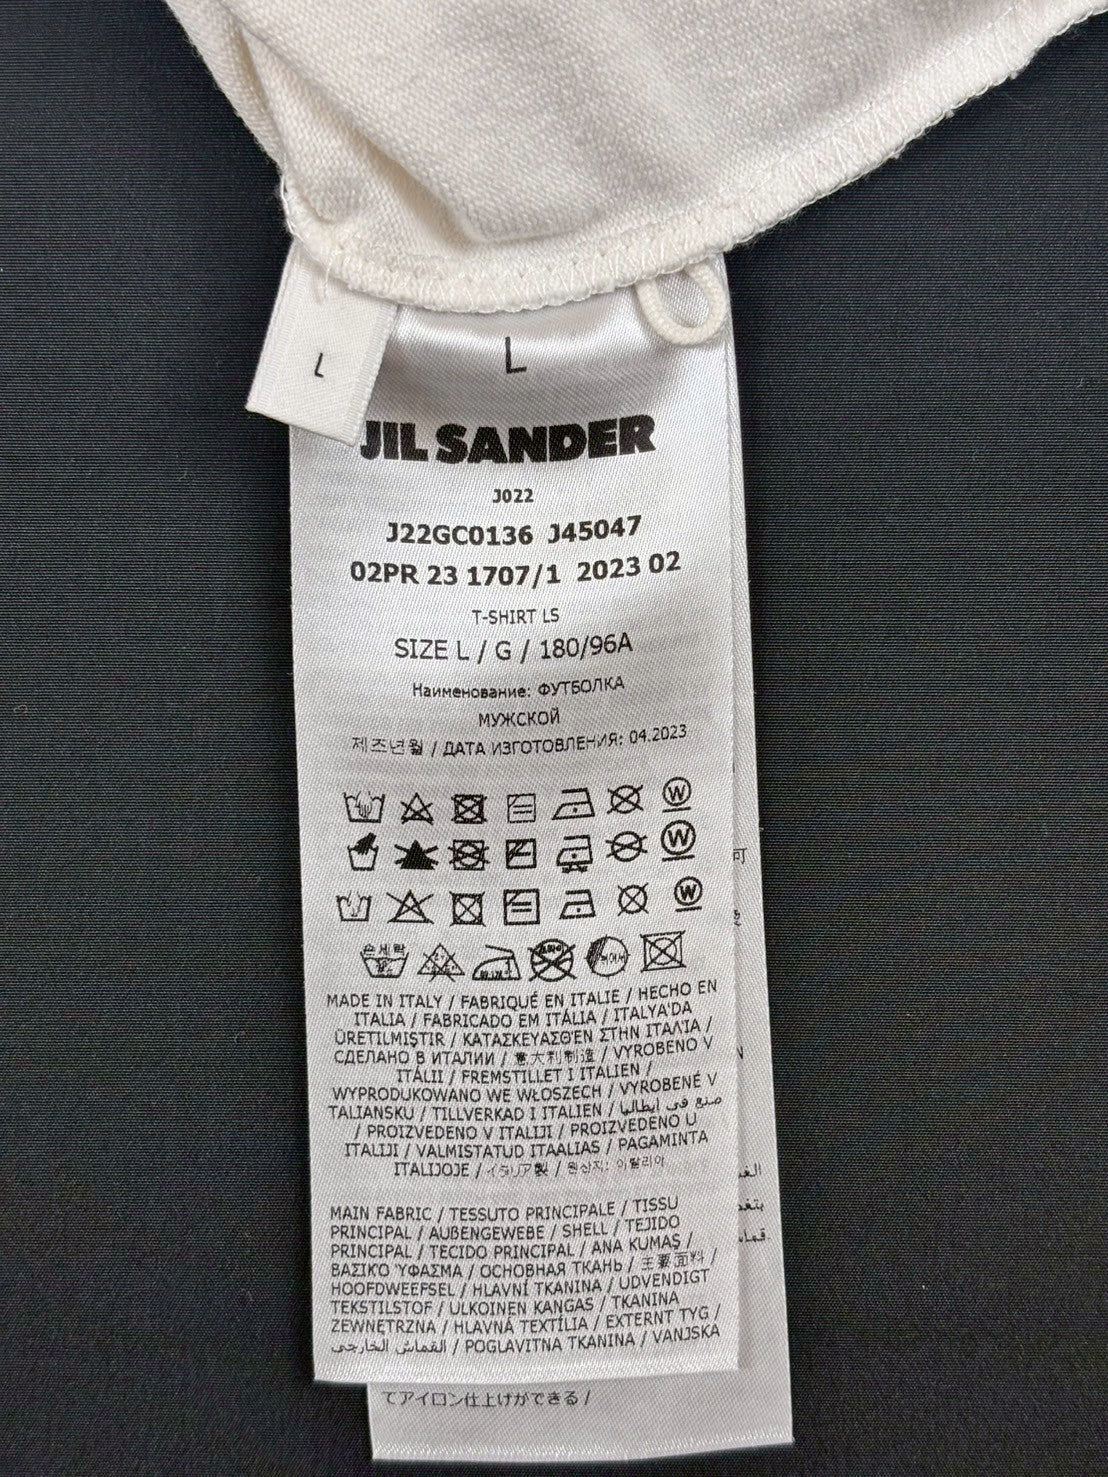 L
L
JIL SANDER
J022
J22GC0136 J45047
02PR 23 1707/1 2023 02
T-SHIRT LS
SIZE L / G / 180/96A
Наименование: ФУТБОЛКА
МУЖСКОЙ
제조년월 / ДАТА ИЗГОТОВЛЕНИЯ: 04.2023
W
W
W
손세탁
MADE IN ITALY / FABRIQUÉ EN ITALIE / HECHO EN
ITALIA / FABRICADO EM ITÁLIA / ITALYA'DA
ÜRETILMIŞTIR / ΚΑΤΑΣΚΕΥΑΣΘΈΝ ΣΤΗΝ ΙΤΑΛΊΑ /
СДЕЛАНО В ИТАЛИИ / 意大利制造 / VYROBENO V
ITÁLII / FREMSTILLET I ITALIEN /
WYPRODUKOWANO WE WŁOSZECH / VYROBENÉ V
TALIANSKU / TILLVERKAD I ITALIEN / صنع في ايطاليا
/ PROIZVEDENO V ITALIJI / PROIZVEDENO U
ITALIJI / VALMISTATUD ITAALIAS / PAGAMINTA
ITALIJOJE / イタリア製 / 원산지: 이탈리아
MAIN FABRIC / TESSUTO PRINCIPALE / TISSU
PRINCIPAL / AUßENGEWEBE / SHELL / TEJIDO
PRINCIPAL / TECIDO PRINCIPAL / ANA KUMAŞ /
ΒΑΣΙΚΌ ΎΦΑΣΜΑ / ОСНОВНАЯ ТКАНЬ / 主要面料 /
HOOFDWEEFSEL / HLAVNÍ TKANINA / UDVENDIGT
TEKSTILSTOF / ULKOINEN KANGAS / TKANINA
ZEWNĘTRZNA / HLAVNÁ TEXTÍLIA / EXTERNT TYG /
القماش الخارجي / POGLAVITNA TKANINA / VANJSKA
てアイロン仕上げができる /
可
N